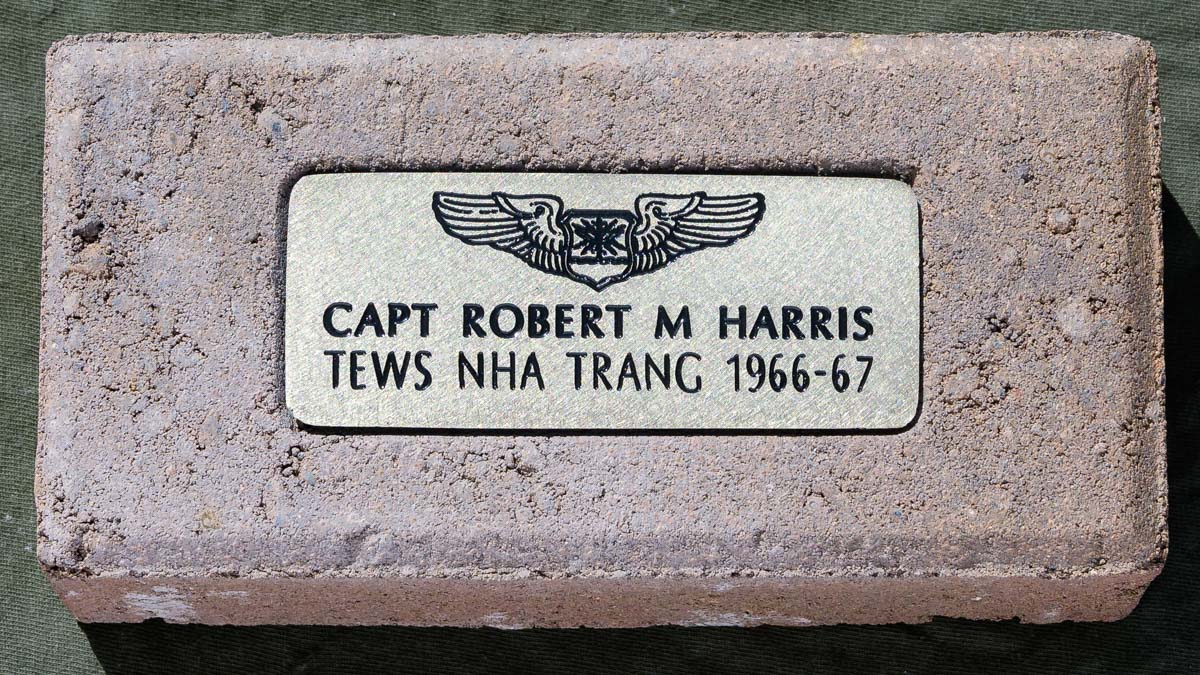 CAPT ROBERT M HARRIS
TEWS NHA TRANG 1966-67